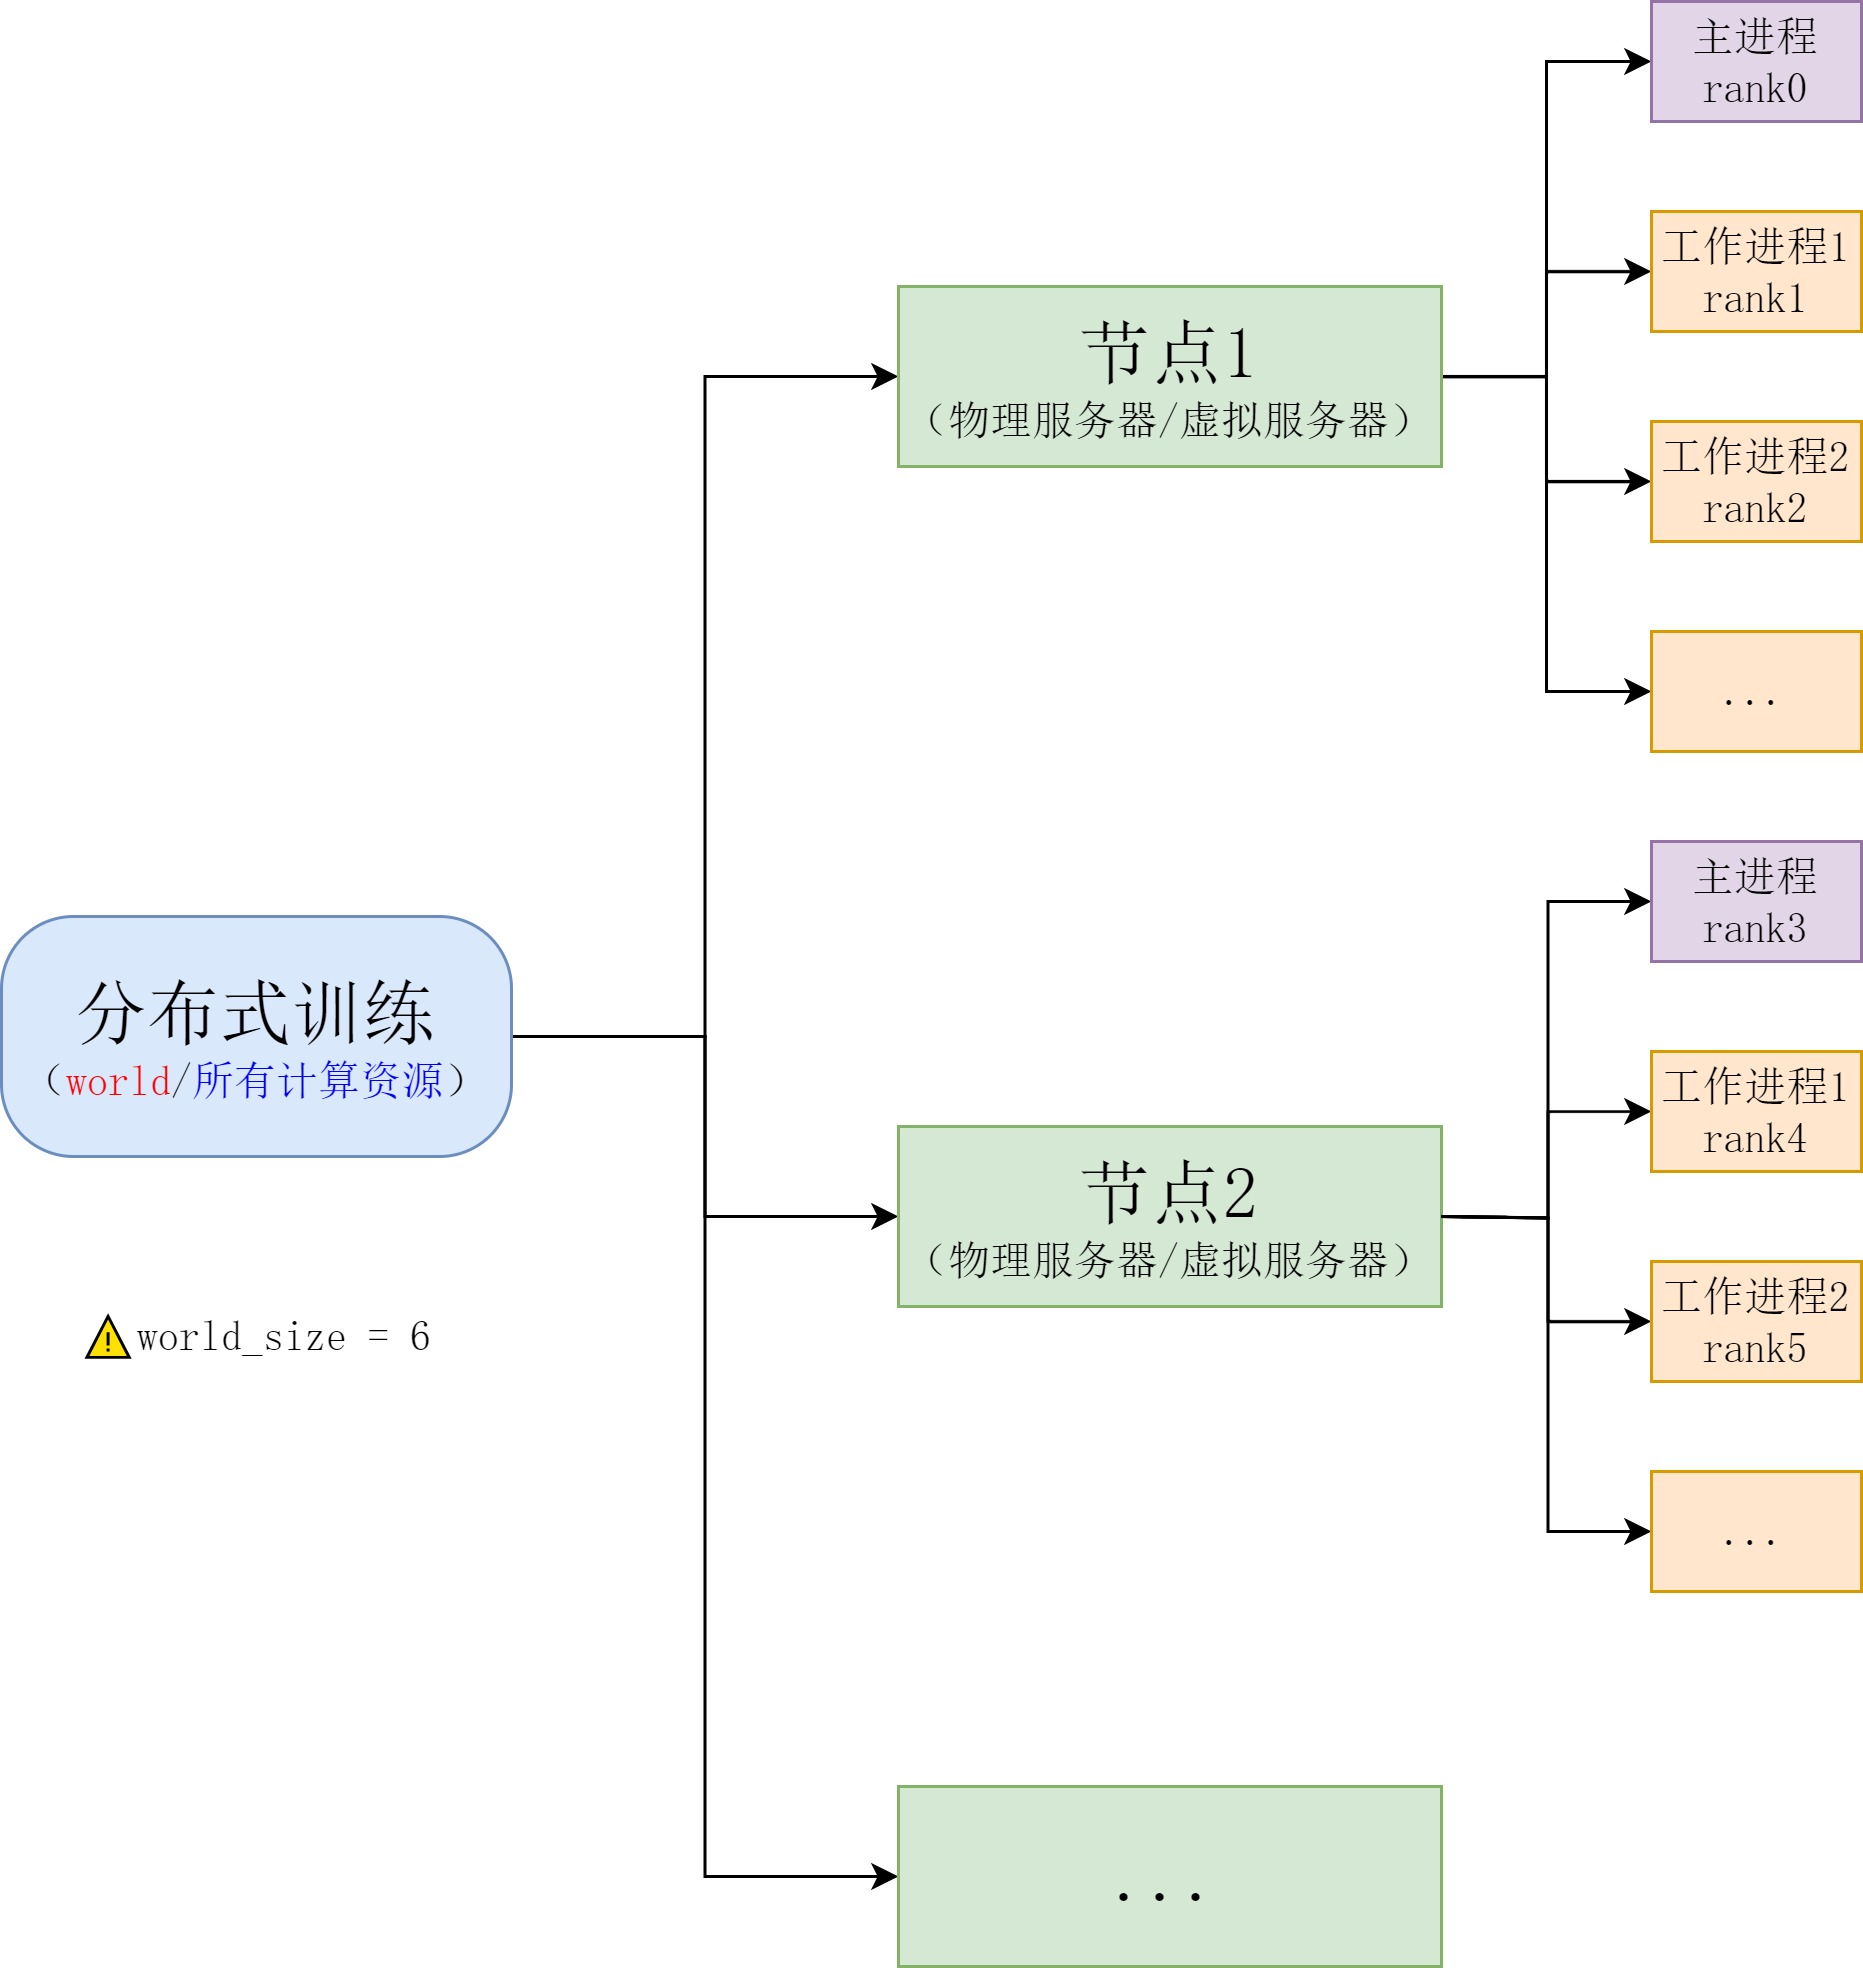 主进程
rank0
工作进程1
rank1
节点1
（物理服务器/虚拟服务器）
工作进程2
rank2
...
主进程
rank3
分布式训练
（world/所有计算资源）
工作进程1
rank4
节点2
（物理服务器/虚拟服务器）
工作进程2
rank5
world_size = 6
...
...